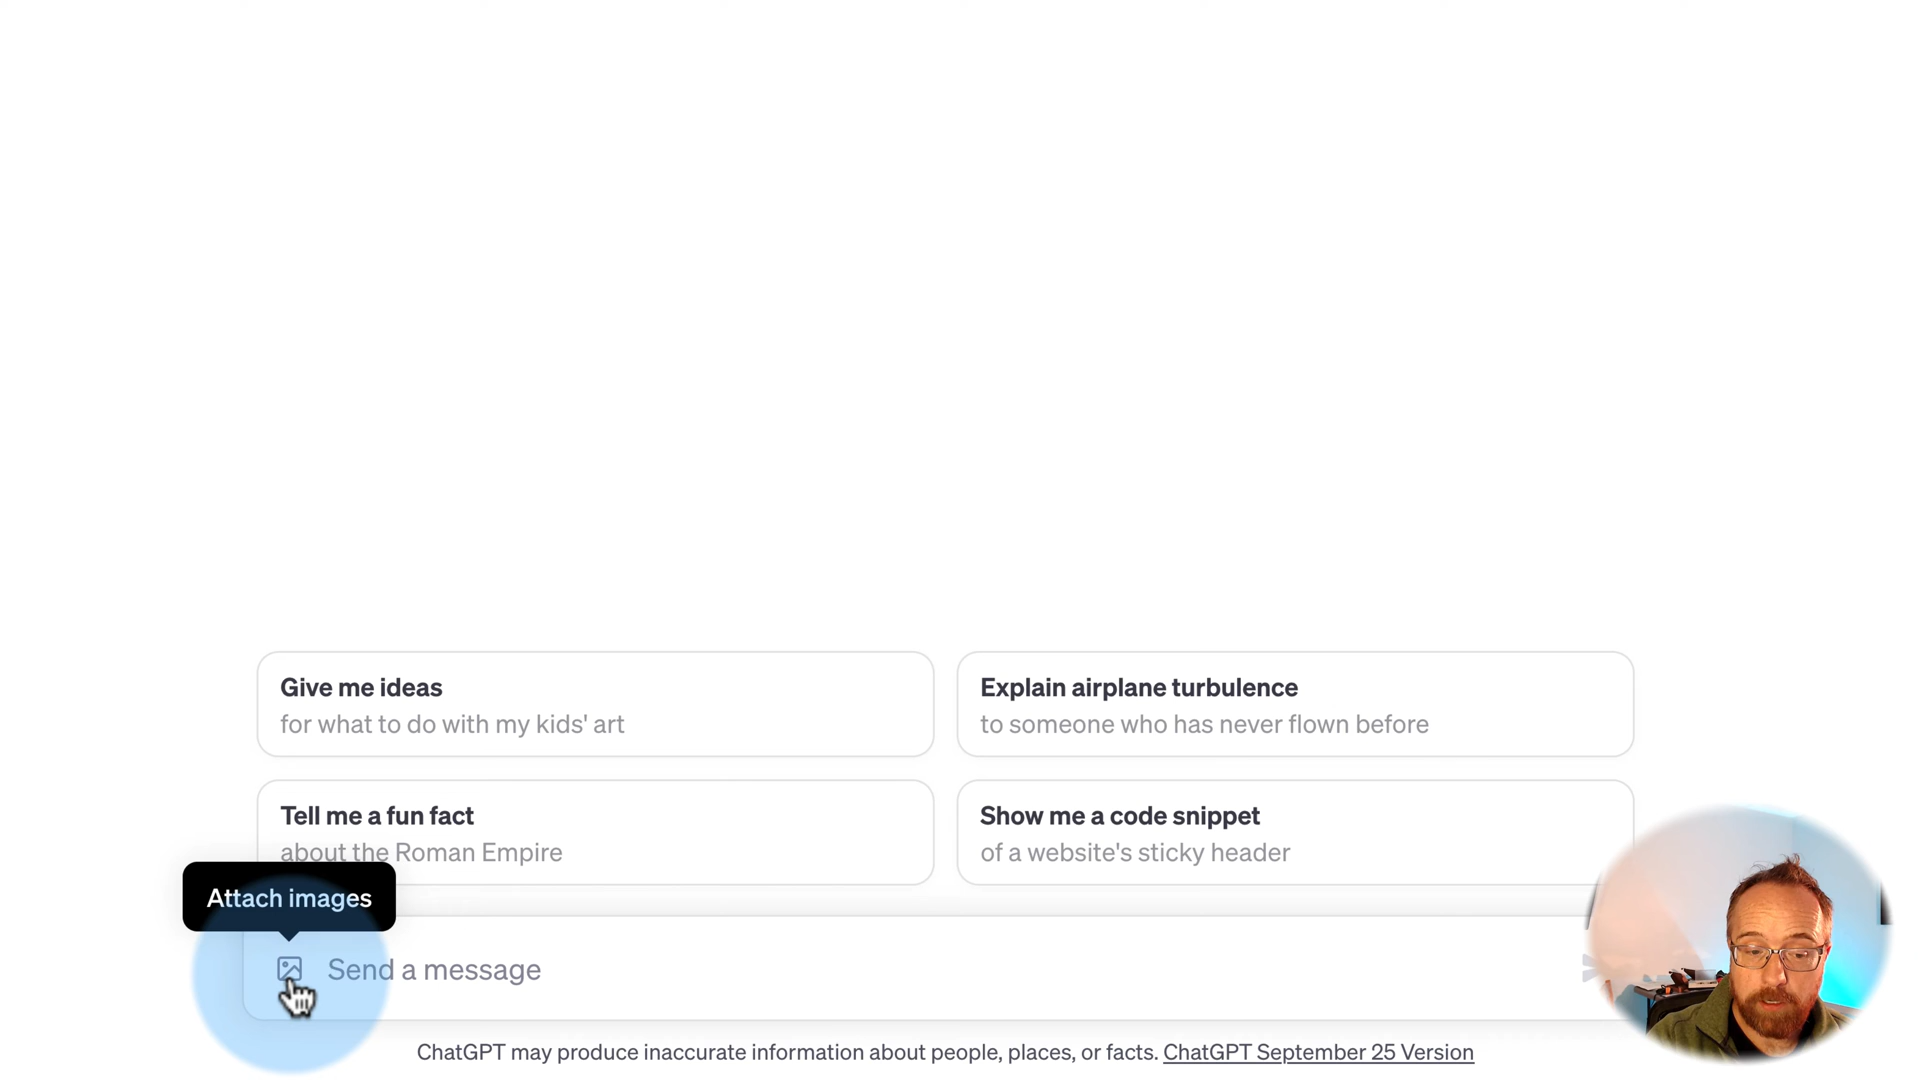 Give me ideas
for what to do with my kids' art
Explain airplane turbulence
to someone who has never flown before
Tell me a fun fact
about the Roman Empire
Show me a code snippet
of a website's sticky header
Attach images
Send a message
ChatGPT may produce inaccurate information about people, places, or facts. ChatGPT September 25 Version